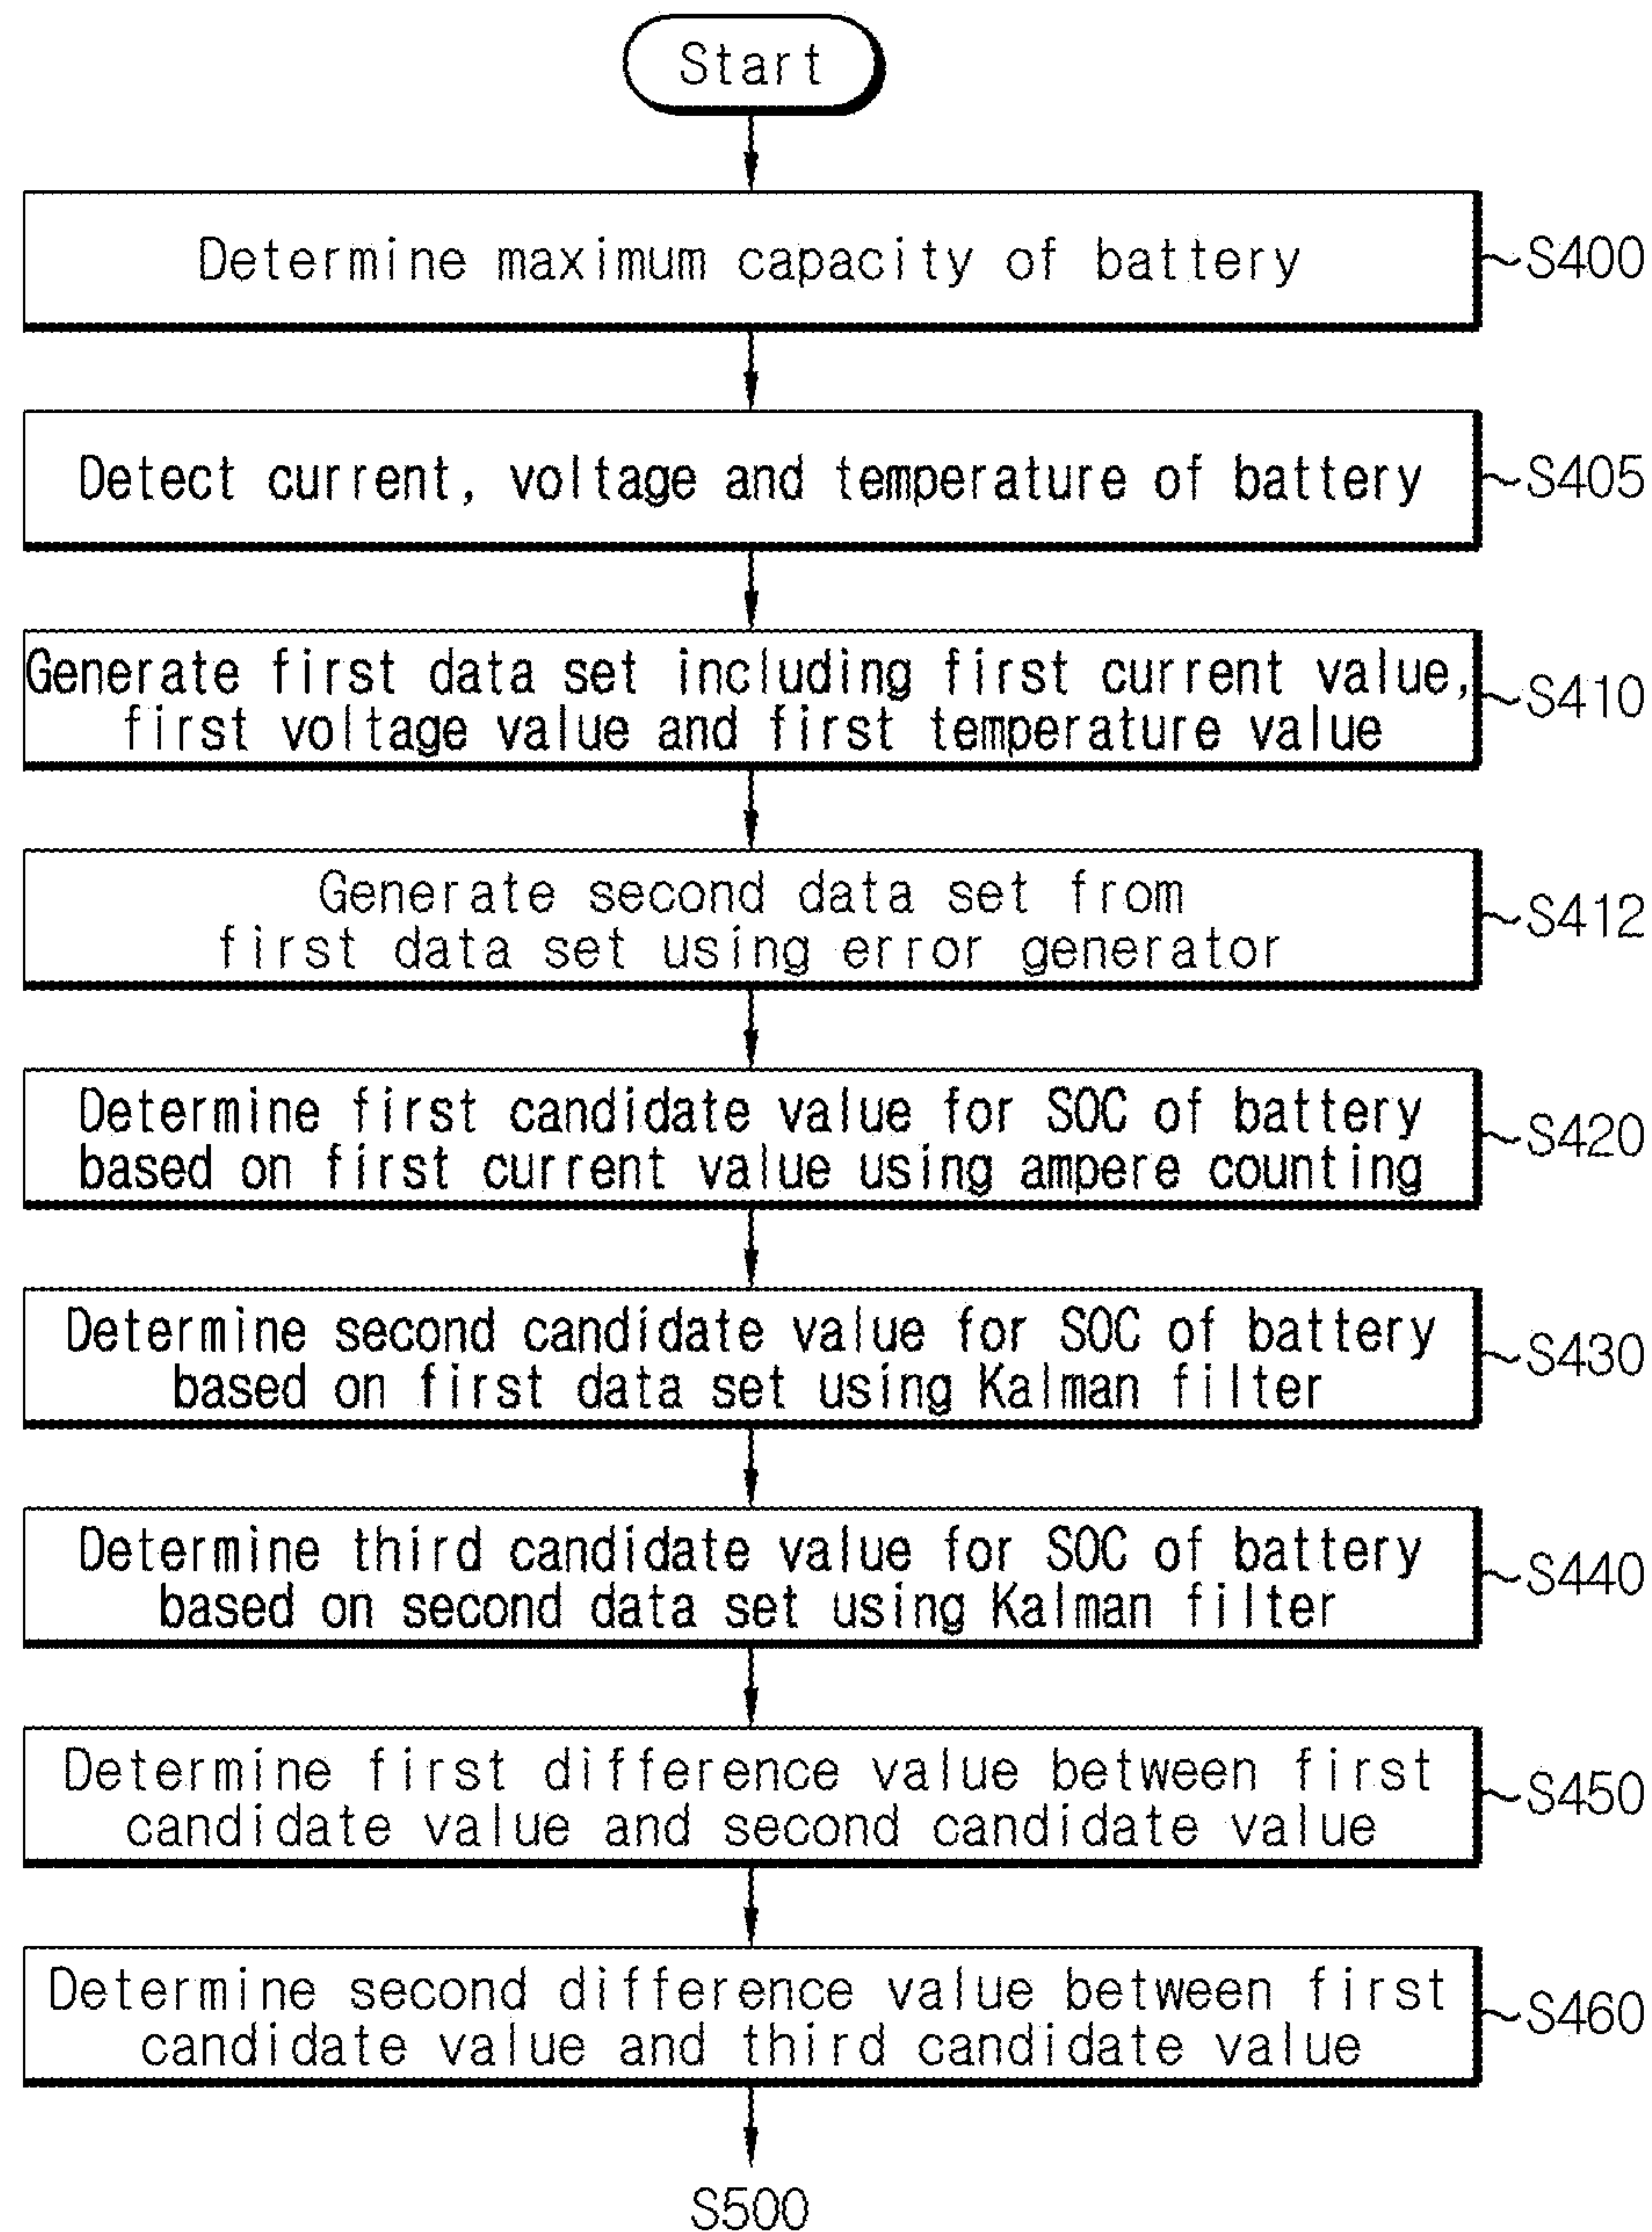 Start
Determine maximum capacity of battery
S400
Detect current, voltage and temperature of battery
S405
Generate first data set including first current value,
first voltage value and first temperature value
S410
Generate second data set from
first data set using error generator
S412
Determine first candidate value for SOC of battery
based on first current value using ampere counting
S420
Determine second candidate value for SOC of battery
based on first data set using Kalman filter
S430
Determine third candidate value for SOC of battery
based on second data set using Kalman filter
S440
Determine first difference value between first
candidate value and second candidate value
S450
Determine second difference value between first
candidate value and third candidate value
S460
S500